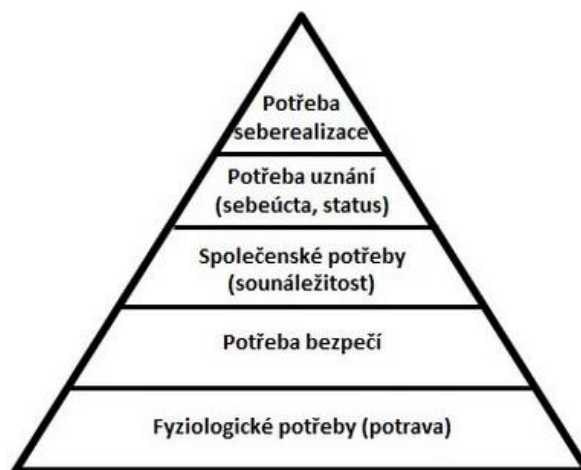 Potřeba
seberealizace
Potřeba uznání
(sebeúcta, status)
Společenské potřeby
(sounáležitost)
Potřeba bezpečí
Fyziologické potřeby (potrava)